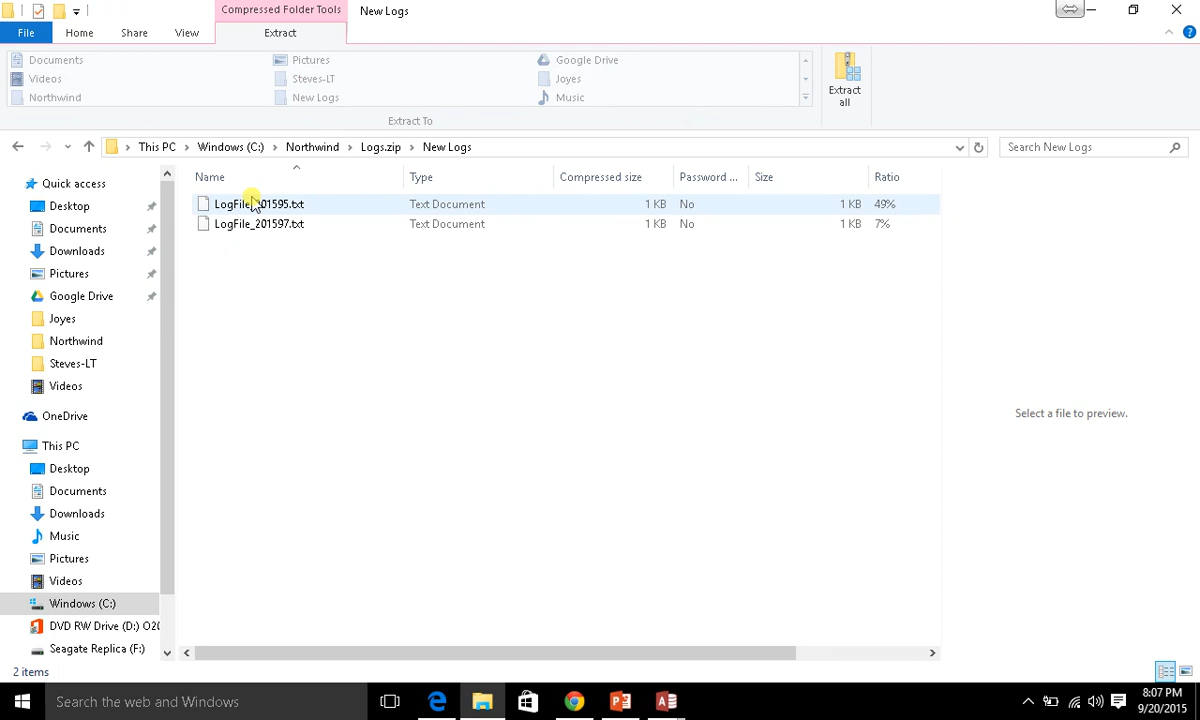 Compressed Folder Tools
New Logs
File
Home
Share
View
Extract
Documents
Pictures
Google Drive
Videos
Steves-LT
Joyes
Northwind
New Logs
Music
Extract
all
Extract To
This PC
Windows (C:)
Northwind
Logs.zip
New Logs
Search New Logs
Name
Type
Compressed size
Password ...
Size
Ratio
LogFile_201595.txt
Text Document
1 KB
No
1 KB
49%
LogFile_201597.txt
Text Document
1 KB
No
1 KB
7%
Quick access
Desktop
Documents
Downloads
Pictures
Google Drive
Joyes
Northwind
Steves-LT
Videos
OneDrive
This PC
Desktop
Documents
Downloads
Music
Pictures
Videos
Windows (C:)
DVD RW Drive (D:) O20
Seagate Replica (F:)
Select a file to preview.
2 items
Search the web and Windows
8:07 PM
9/20/2015